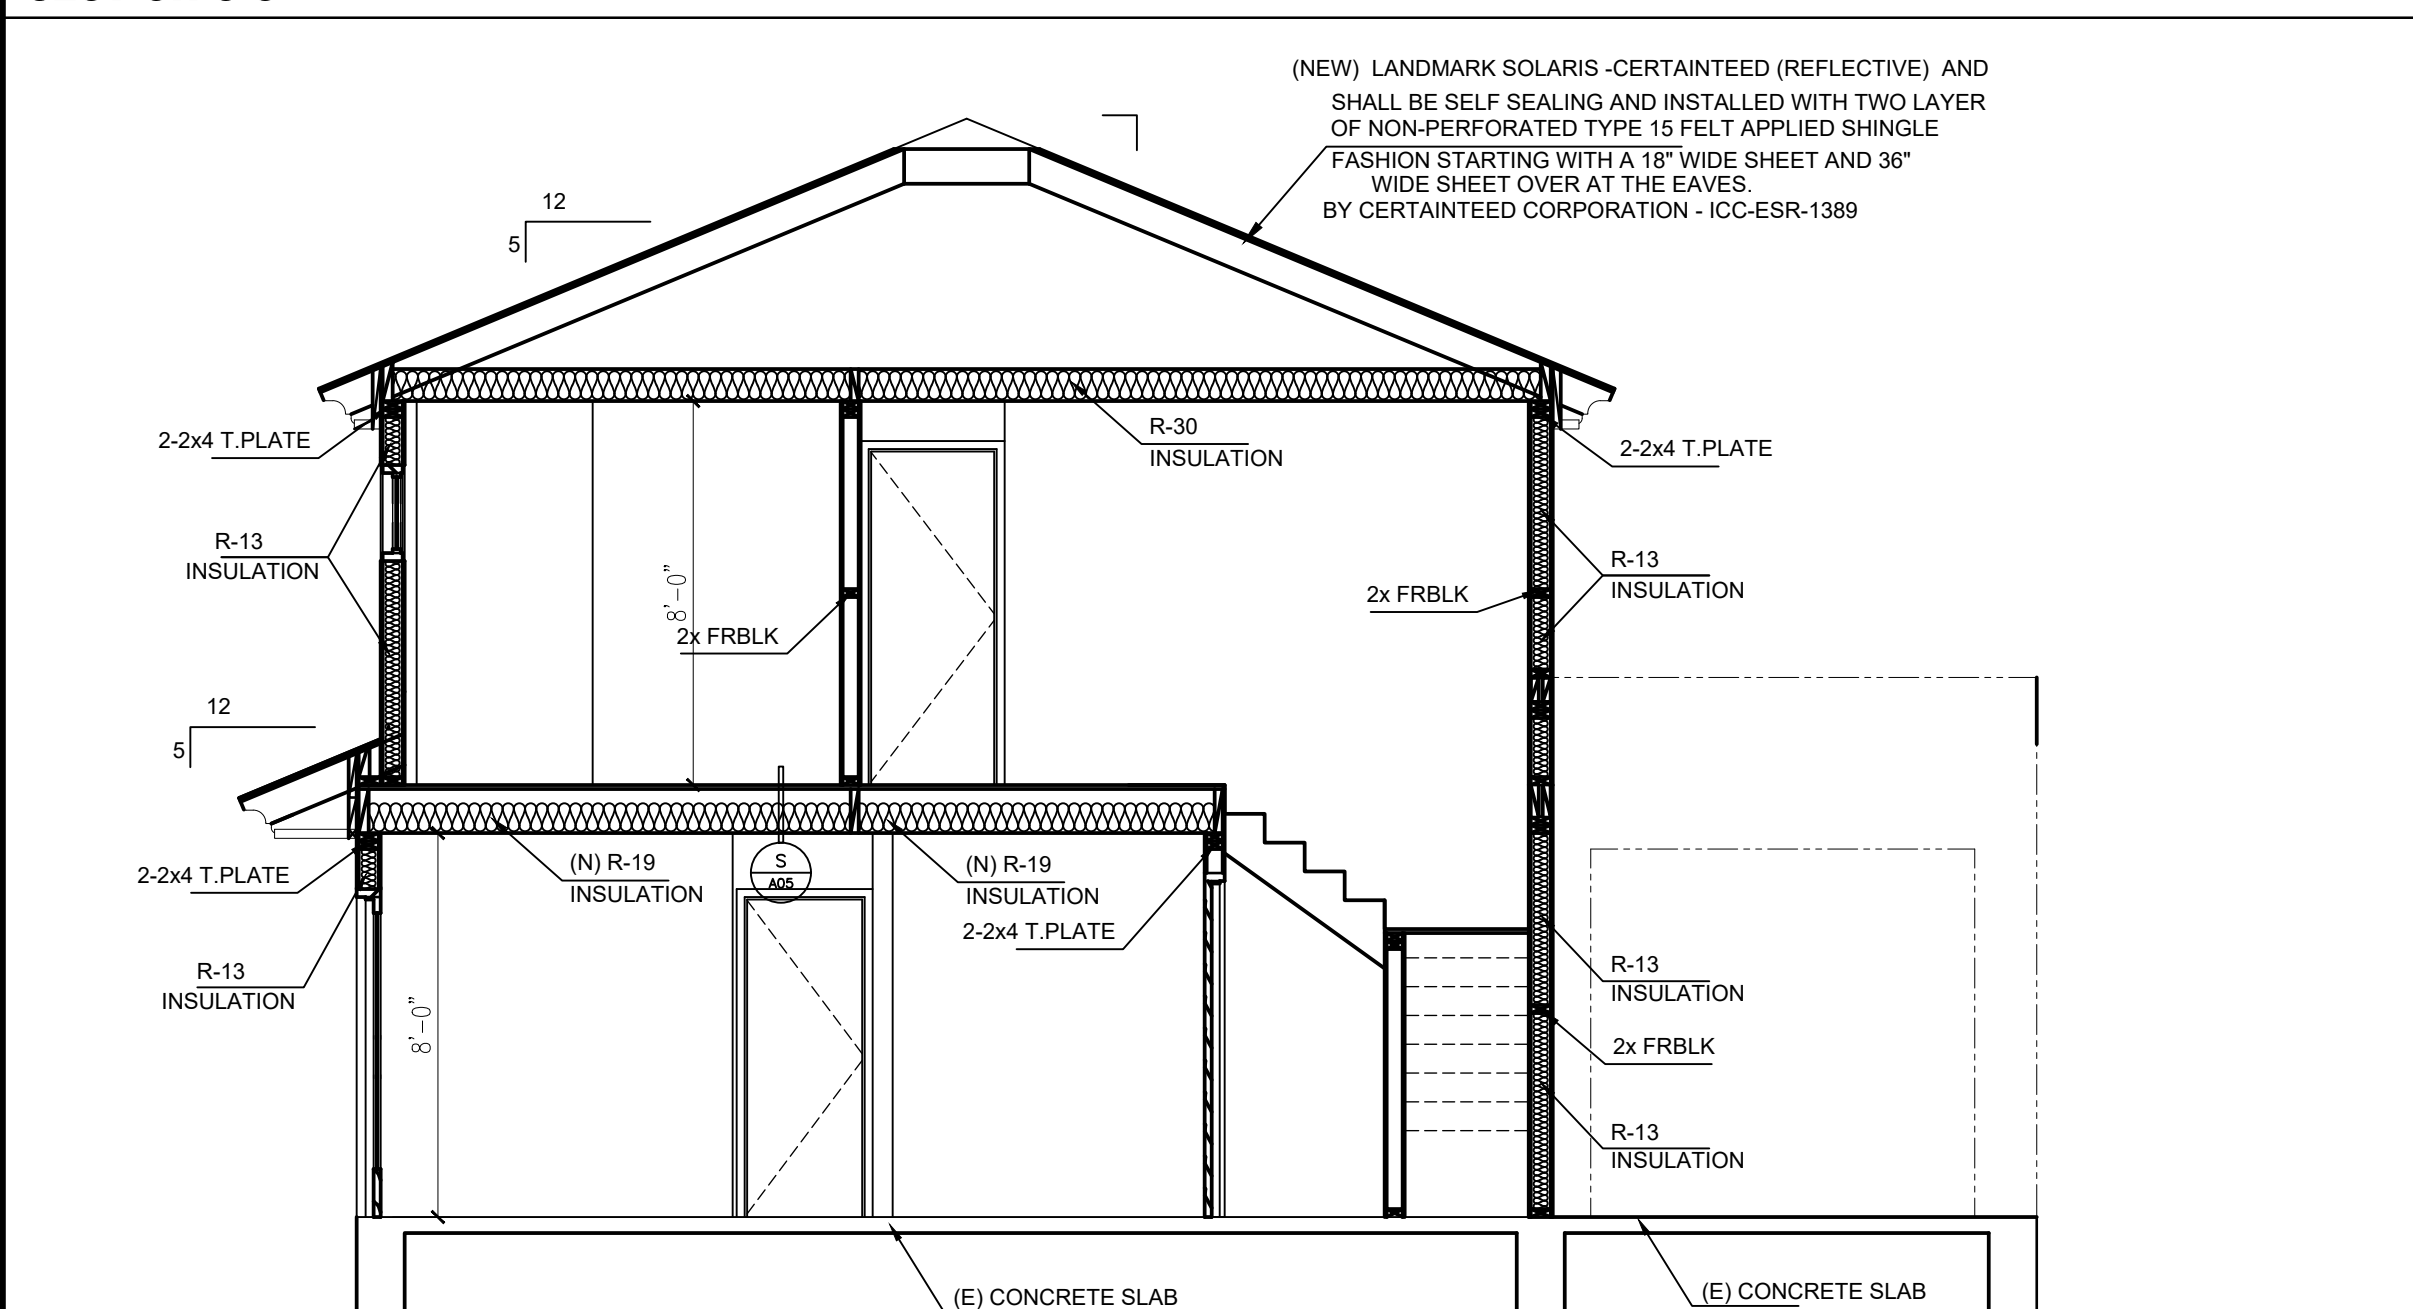 (NEW) LANDMARK SOLARIS -CERTAINTEED (REFLECTIVE) AND
SHALL BE SELF SEALING AND INSTALLED WITH TWO LAYER
OF NON-PERFORATED TYPE 15 FELT APPLIED SHINGLE
FASHION STARTING WITH A 18" WIDE SHEET AND 36"
WIDE SHEET OVER AT THE EAVES.
BY CERTAINTEED CORPORATION - ICC-ESR-1389
12
5
2-2x4 T.PLATE
R-30
INSULATION
2-2x4 T.PLATE
R-13
INSULATION
8'-0"
2x FRBLK
2x FRBLK
R-13
INSULATION
12
5
2-2x4 T.PLATE
(N) R-19
INSULATION
S
A05
(N) R-19
INSULATION
2-2x4 T.PLATE
R-13
INSULATION
8'-0"
R-13
INSULATION
2x FRBLK
R-13
INSULATION
(E) CONCRETE SLAB
(E) CONCRETE SLAB